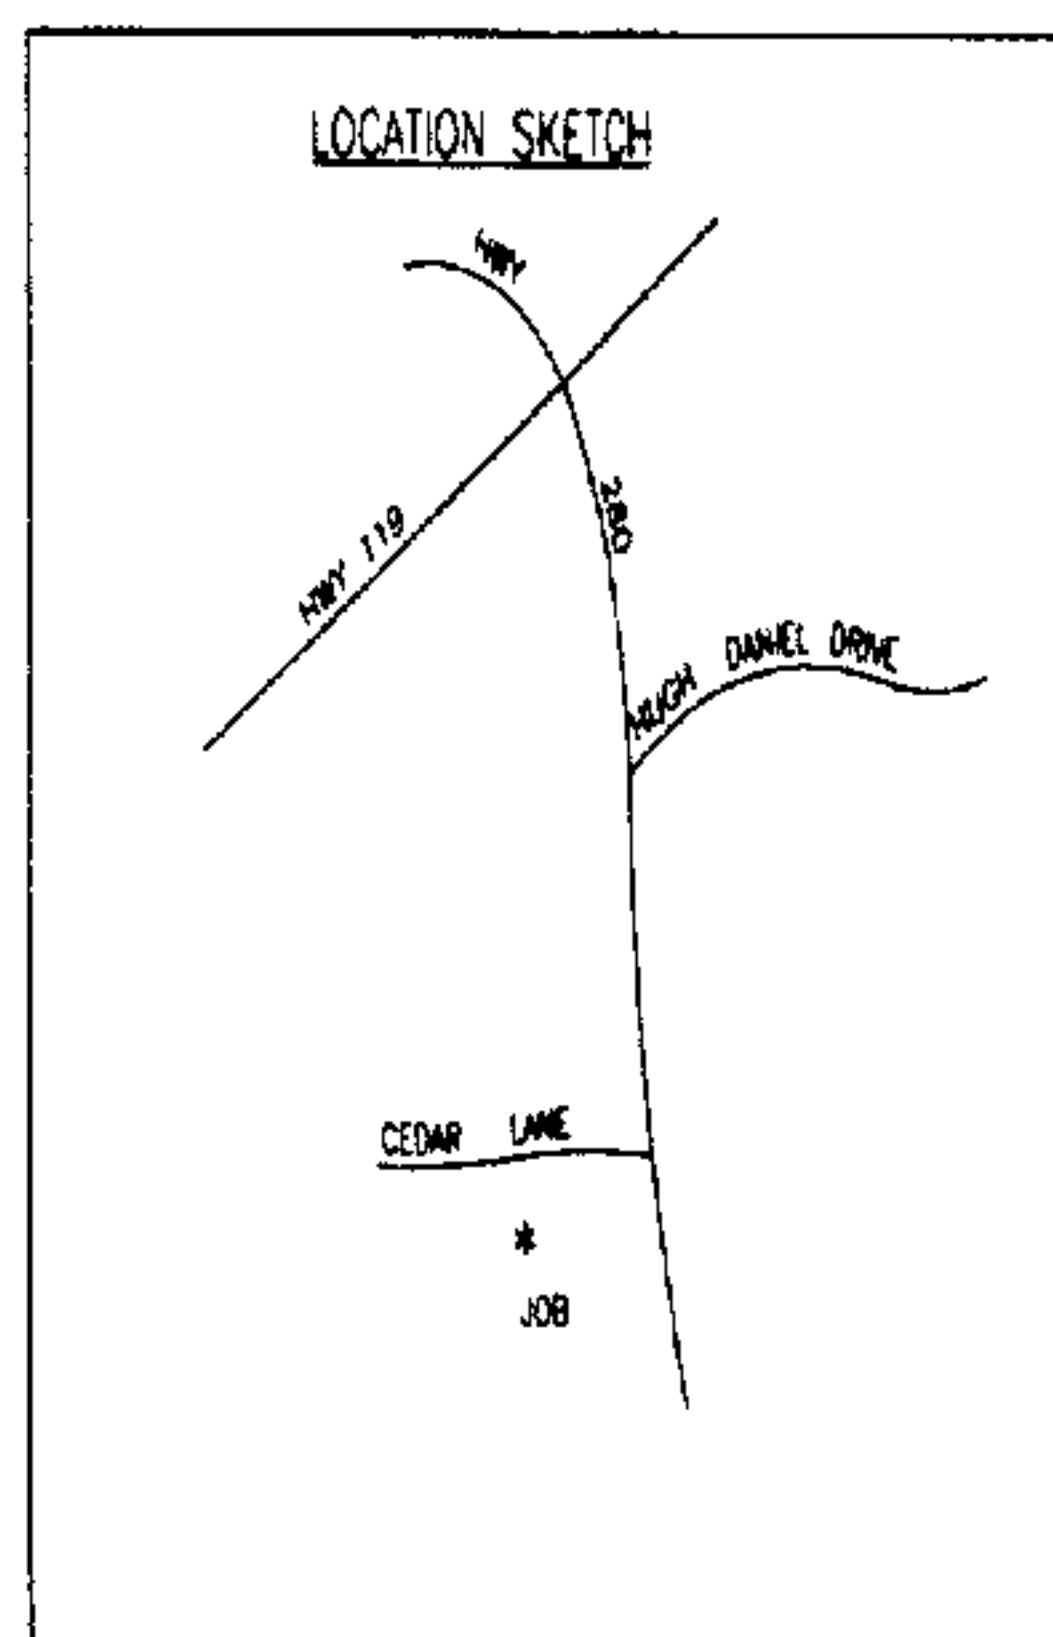 LOCATION SKETCH
HWY
280
HWY 119
HUGH DANIEL DRIVE
CEDAR LANE
*
JOB